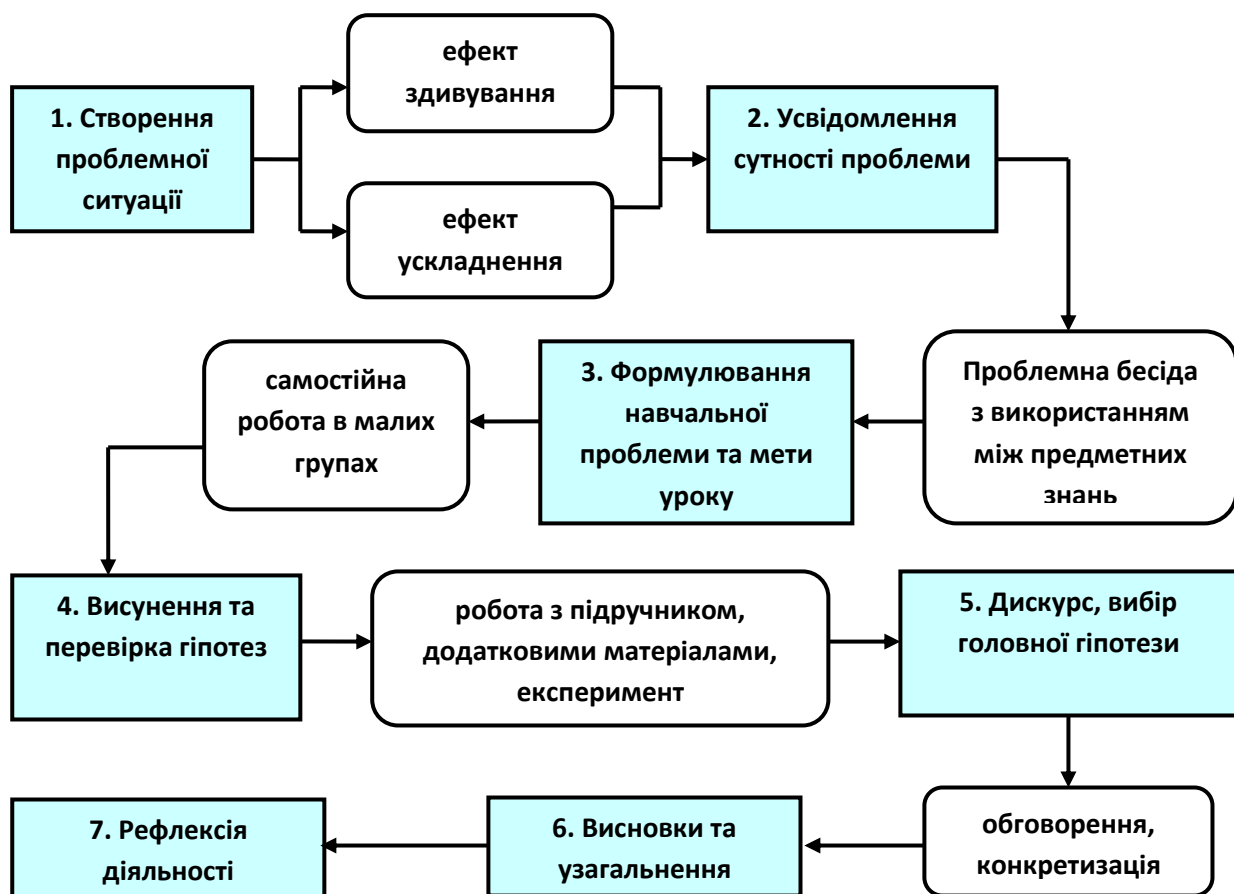 1. Створення
проблемної
ситуації
ефект
здивування
ефект
ускладнення
2. Усвідомлення
сутності проблеми
Проблемна бесіда
з використанням
між предметних
знань
3. Формулювання
навчальної
проблеми та мети
уроку
самостійна
робота в малих
групах
4. Висунення та
перевірка гіпотез
робота з підручником,
додатковими матеріалами,
експеримент
5. Дискурс, вибір
головної гіпотези
обговорення,
конкретизація
6. Висновки та
узагальнення
7. Рефлексія
діяльності